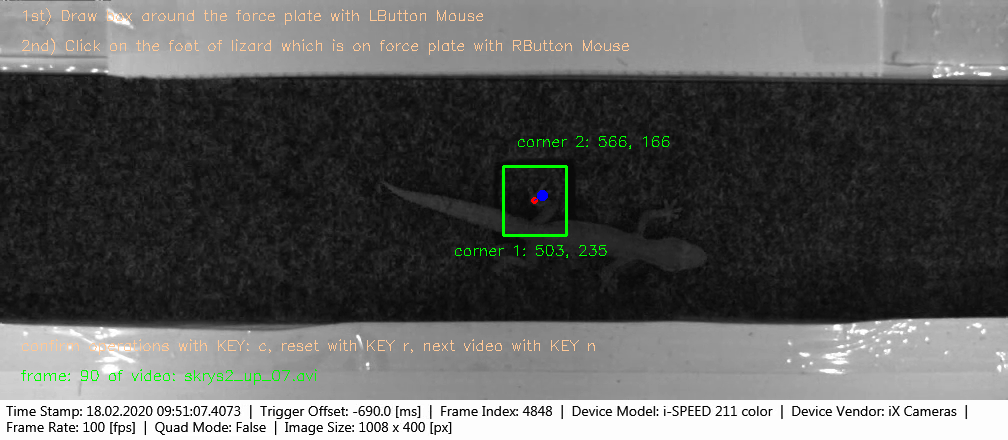 1st) Draw box around the force plate with LButton Mouse
2nd) Click on the foot of lizard which is on force plate with RButton Mouse
corner 2: 566, 166
corner 1: 503, 235
confirm operations with KEY: c, reset with KEY r, next video with KEY n
frame: 90 of video:
Time Stamp: 18.02.2020 09:51:07.4073 | Trigger Offset: -690.0 [ms] | Frame Index: 4848 | Device Model: i-SPEED 211 color | Device Vendor: iX Cameras |
Frame Rate: 100 [fps] | Quad Mode: False | Image Size: 1008 x 400 [px]